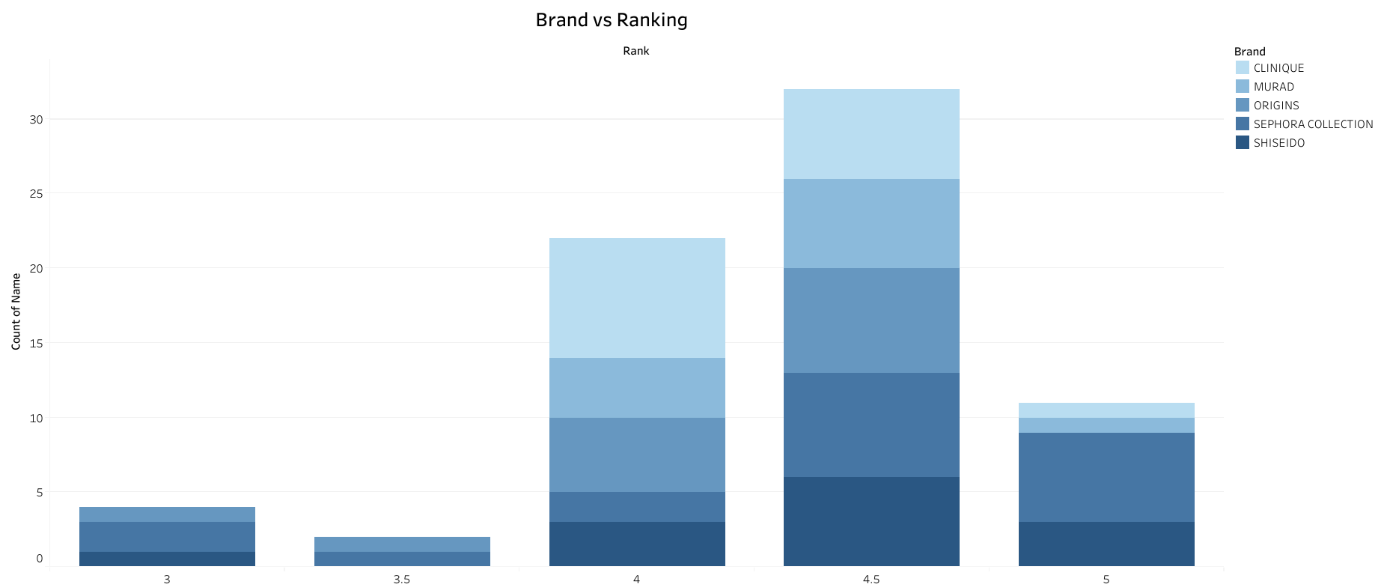 Brand vs Ranking
Rank
Brand
CLINIQUE
MURAD
ORIGINS
SEPHORA COLLECTION
SHISEIDO
Count of Name
30
25
20
15
10
5
0
3
3.5
4
4.5
5